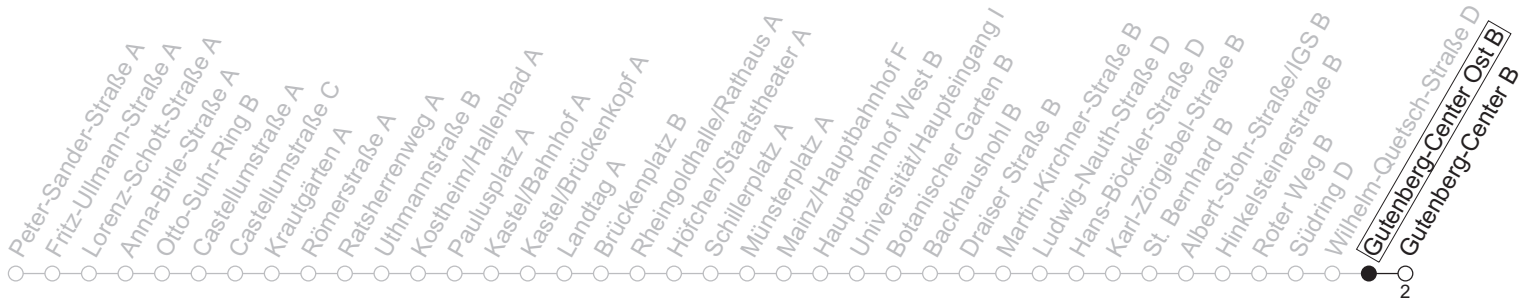 Peter-Sander-Straße A
Fritz-Ullmann-Straße A
Lorenz-Schott-Straße A
Anna-Birle-Straße A
Otto-Suhr-Ring B
Castellumstraße A
Castellumstraße C
Krautgärten A
Römerstraße A
Ratsherrenweg A
Uthmannstraße B
Kostheim/Hallenbad A
Paulusplatz A
Kastel/Bahnhof A
Kastel/Brückenkopf A
Landtag A
Brückenplatz B
Rheingoldhalle/Rathaus A
Höfchen/Staatstheater A
Schillerplatz A
Münsterplatz A
Mainz/Hauptbahnhof F
Hauptbahnhof West B
Universität/Haupteingang I
Botanischer Garten B
Backhaushohl B
Draiser Straße B
Martin-Kirchner-Straße B
Ludwig-Nauth-Straße D
Hans-Böckler-Straße D
Karl-Zörgiebel-Straße B
St. Bernhard B
Albert-Stohr-Straße/IGS B
Hinkelsteinerstraße B
Roter Weg B
Südring D
Wilhelm-Quetsch-Straße D
Gutenberg-Center Ost B
Gutenberg-Center B
2